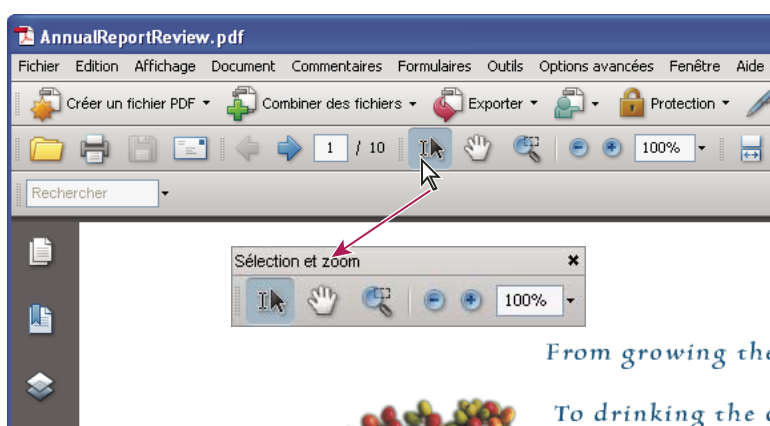 AnnualReportReview.pdf
Fichier Edition Affichage Document Commentaires Formulaires Outils Options avancées Fenêtre Aide
Créer un fichier PDF Combiner des fichiers Exporter Protection
1 / 10 100%
Rechercher
Sélection et zoom
100%
From growing the
To drinking the